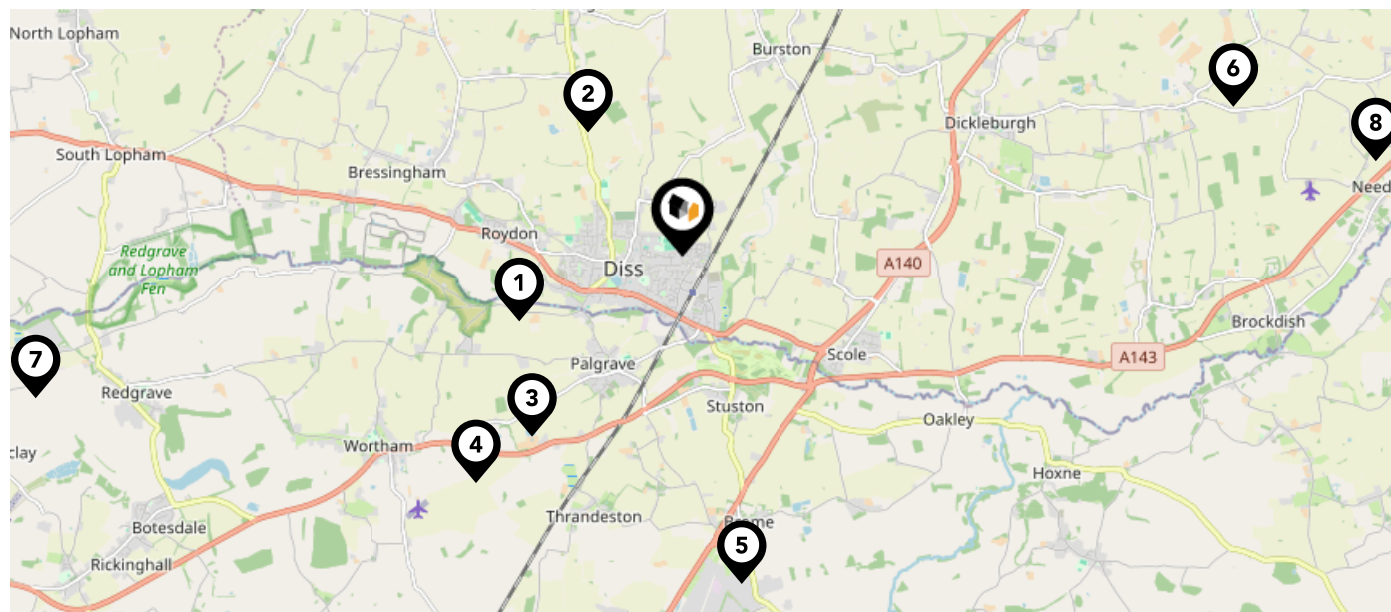 North Lopham
Burston
6
2
8
Dickleburgh
South Lopham
Bressingham
Need
Roydon
Redgrave
and Lopham
Fen
Diss
A140
1
Brockdish
7
Palgrave
Scole
A143
Redgrave
3
Stuston
Oakley
4
Wortham
clay
Hoxne
Thrandeston
Brome
Botesdale
5
Rickinghall